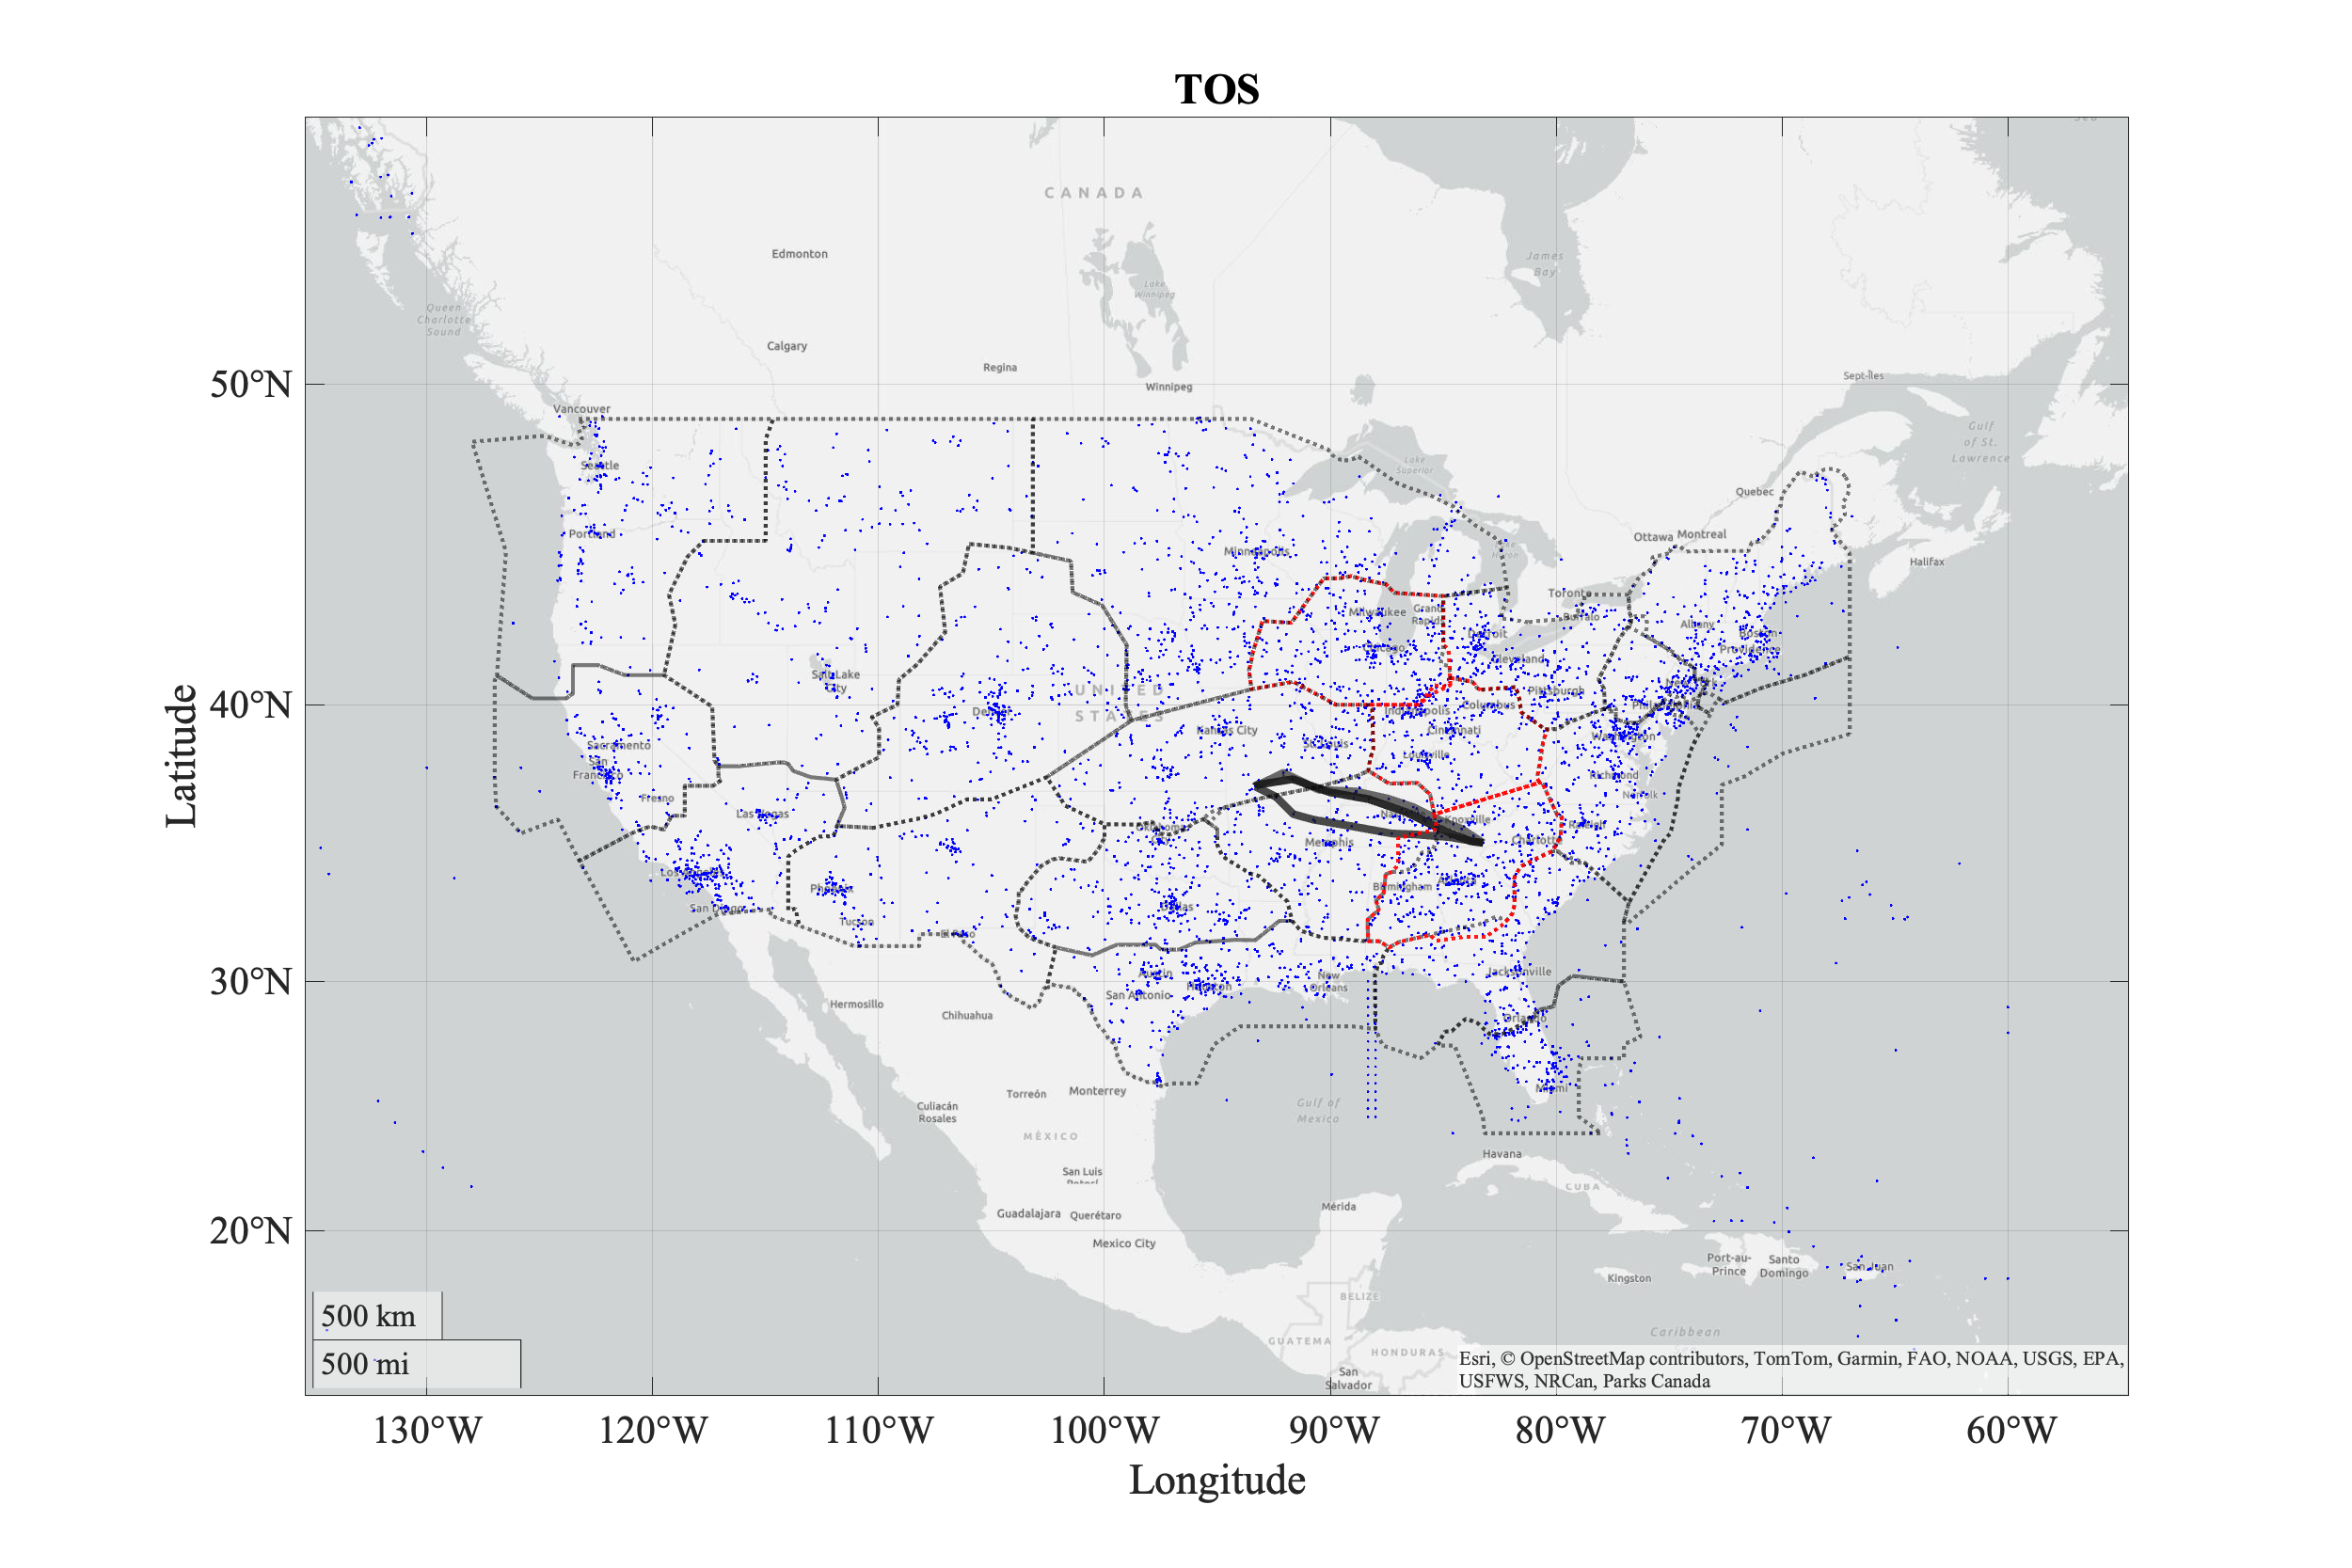 TOS
Sea
CANADA
Edmonton
James
Bay
Lake
Winnipeg
Queen
Charlotte
Sound
Calgary
Regina
Winnipeg
Sept-Îles
50°N
Vancouver
Gulf
of St.
Lawrence
Seattle
Lake
Superior
Quebec
Portland
Ottawa
Montreal
Minneapolis
Halifax
Toronto
Milwaukee
Grand
Rapids
Buffalo
Albany
Detroit
Boston
Chicago
Providence
Cleveland
Salt Lake
City
UNITED
STATES
Pittsburgh
New York
40°N
Denver
Indianapolis
Columbus
Philadelphia
Kansas City
Cincinnati
Washington
Sacramento
St. Louis
San
Francisco
Louisville
Richmond
Fresno
Norfolk
Las Vegas
Knoxville
Raleigh
Oklahoma
City
Memphis
Charlotte
Los Angeles
Phoenix
Birmingham
Atlanta
San Diego
Dallas
Tucson
El Paso
30°N
Austin
Jacksonville
San Antonio
Houston
New
Orleans
Hermosillo
Chihuahua
Orlando
Torreón
Monterrey
Miami
Culiacán
Rosales
Gulf of
Mexico
MÉXICO
Havana
San Luis
Potosí
CUBA
20°N
Guadalajara
Querétaro
Mérida
Mexico City
Port-au-
Prince
Santo
Domingo
San Juan
Kingston
BELIZE
500 km
GUATEMA
HONDURAS
Caribbean
500 mi
San
Salvador
Esri, © OpenStreetMap contributors, TomTom, Garmin, FAO, NOAA, USGS, EPA,
USFWS, NRCan, Parks Canada
130°W
120°W
110°W
100°W
90°W
80°W
70°W
60°W
Longitude
Latitude